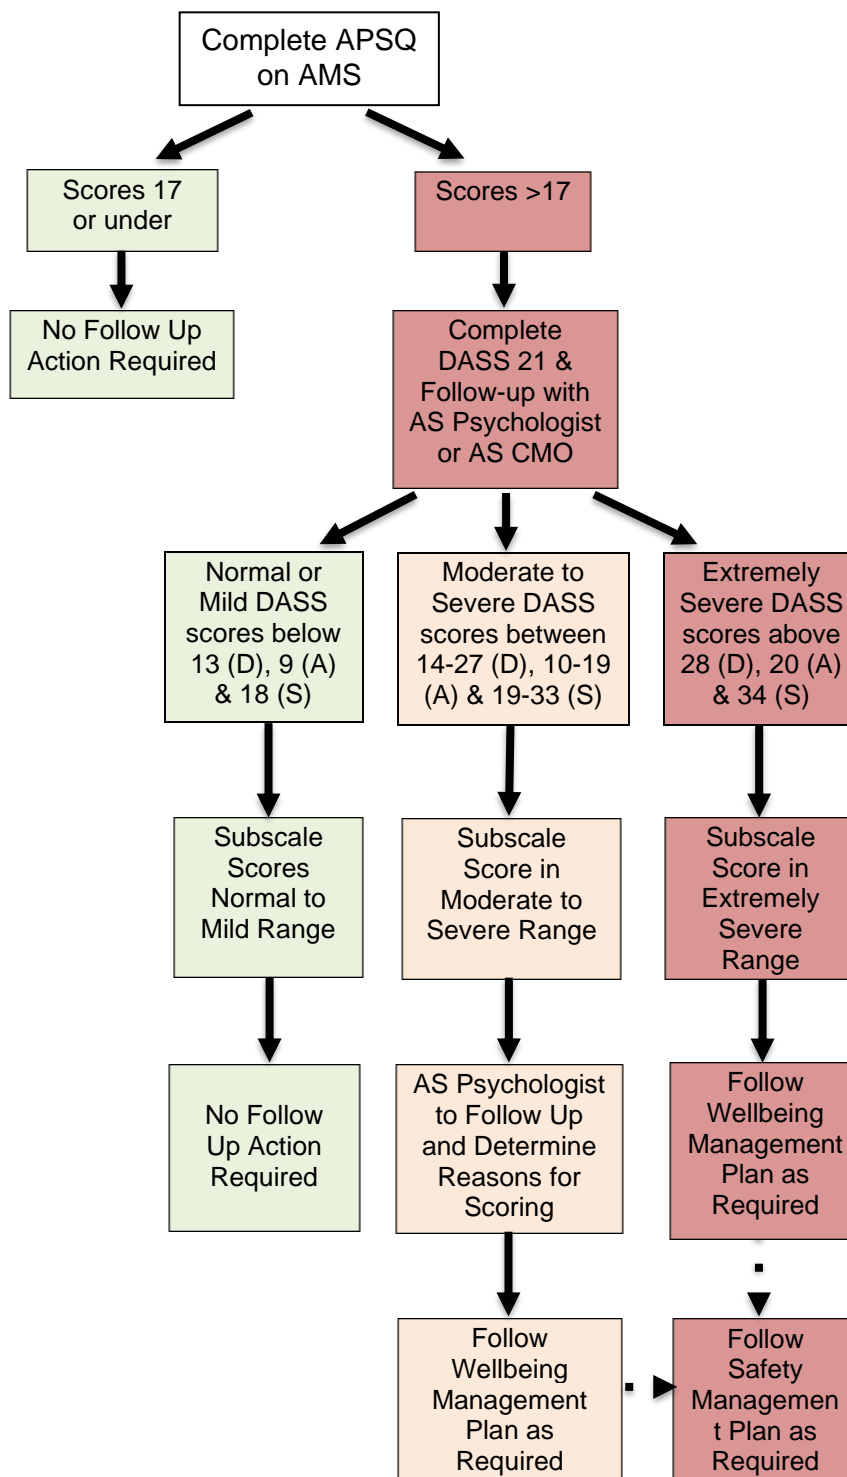 Complete APSQ
on AMS
Scores 17
or under
Scores >17
No Follow Up
Action Required
Complete
DASS 21 &
Follow-up with
AS Psychologist
or AS CMO
Normal or
Mild DASS
scores below
13 (D), 9 (A)
& 18 (S)
Moderate to
Severe DASS
scores between
14-27 (D), 10-19
(A) & 19-33 (S)
Extremely
Severe DASS
scores above
28 (D), 20 (A)
& 34 (S)
Subscale
Scores
Normal to
Mild Range
Subscale
Score in
Moderate to
Severe Range
Subscale
Score in
Extremely
Severe
Range
No Follow
Up Action
Required
AS Psychologist
to Follow Up
and Determine
Reasons for
Scoring
Follow
Wellbeing
Management
Plan as
Required
Follow
Wellbeing
Management
Plan as
Required
Follow
Safety
Managemen
t Plan as
Required